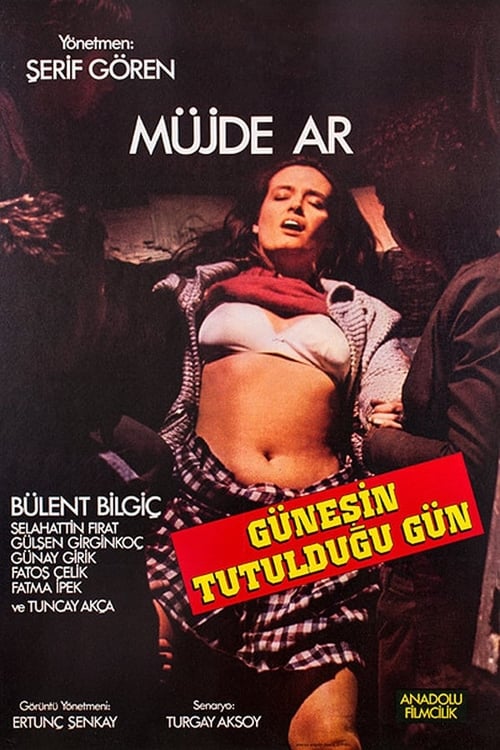 Yönetmen:
ŞERİF GÖREN
MÜJDE AR
BÜLENT BİLGİÇ
SELAHATTİN FIRAT
GÜLŞEN GİRGİNKOÇ
GÜNAY GİRİK
FATOŞ ÇELİK
FATMA İPEK
ve TUNCAY AKÇA
GÜNEŞİN
TUTULDUĞU GÜN
Görüntü Yönetmeni:
ERTUNÇ ŞENKAY
Senaryo:
TURGAY AKSOY
ANADOLU
FİLMCİLİK